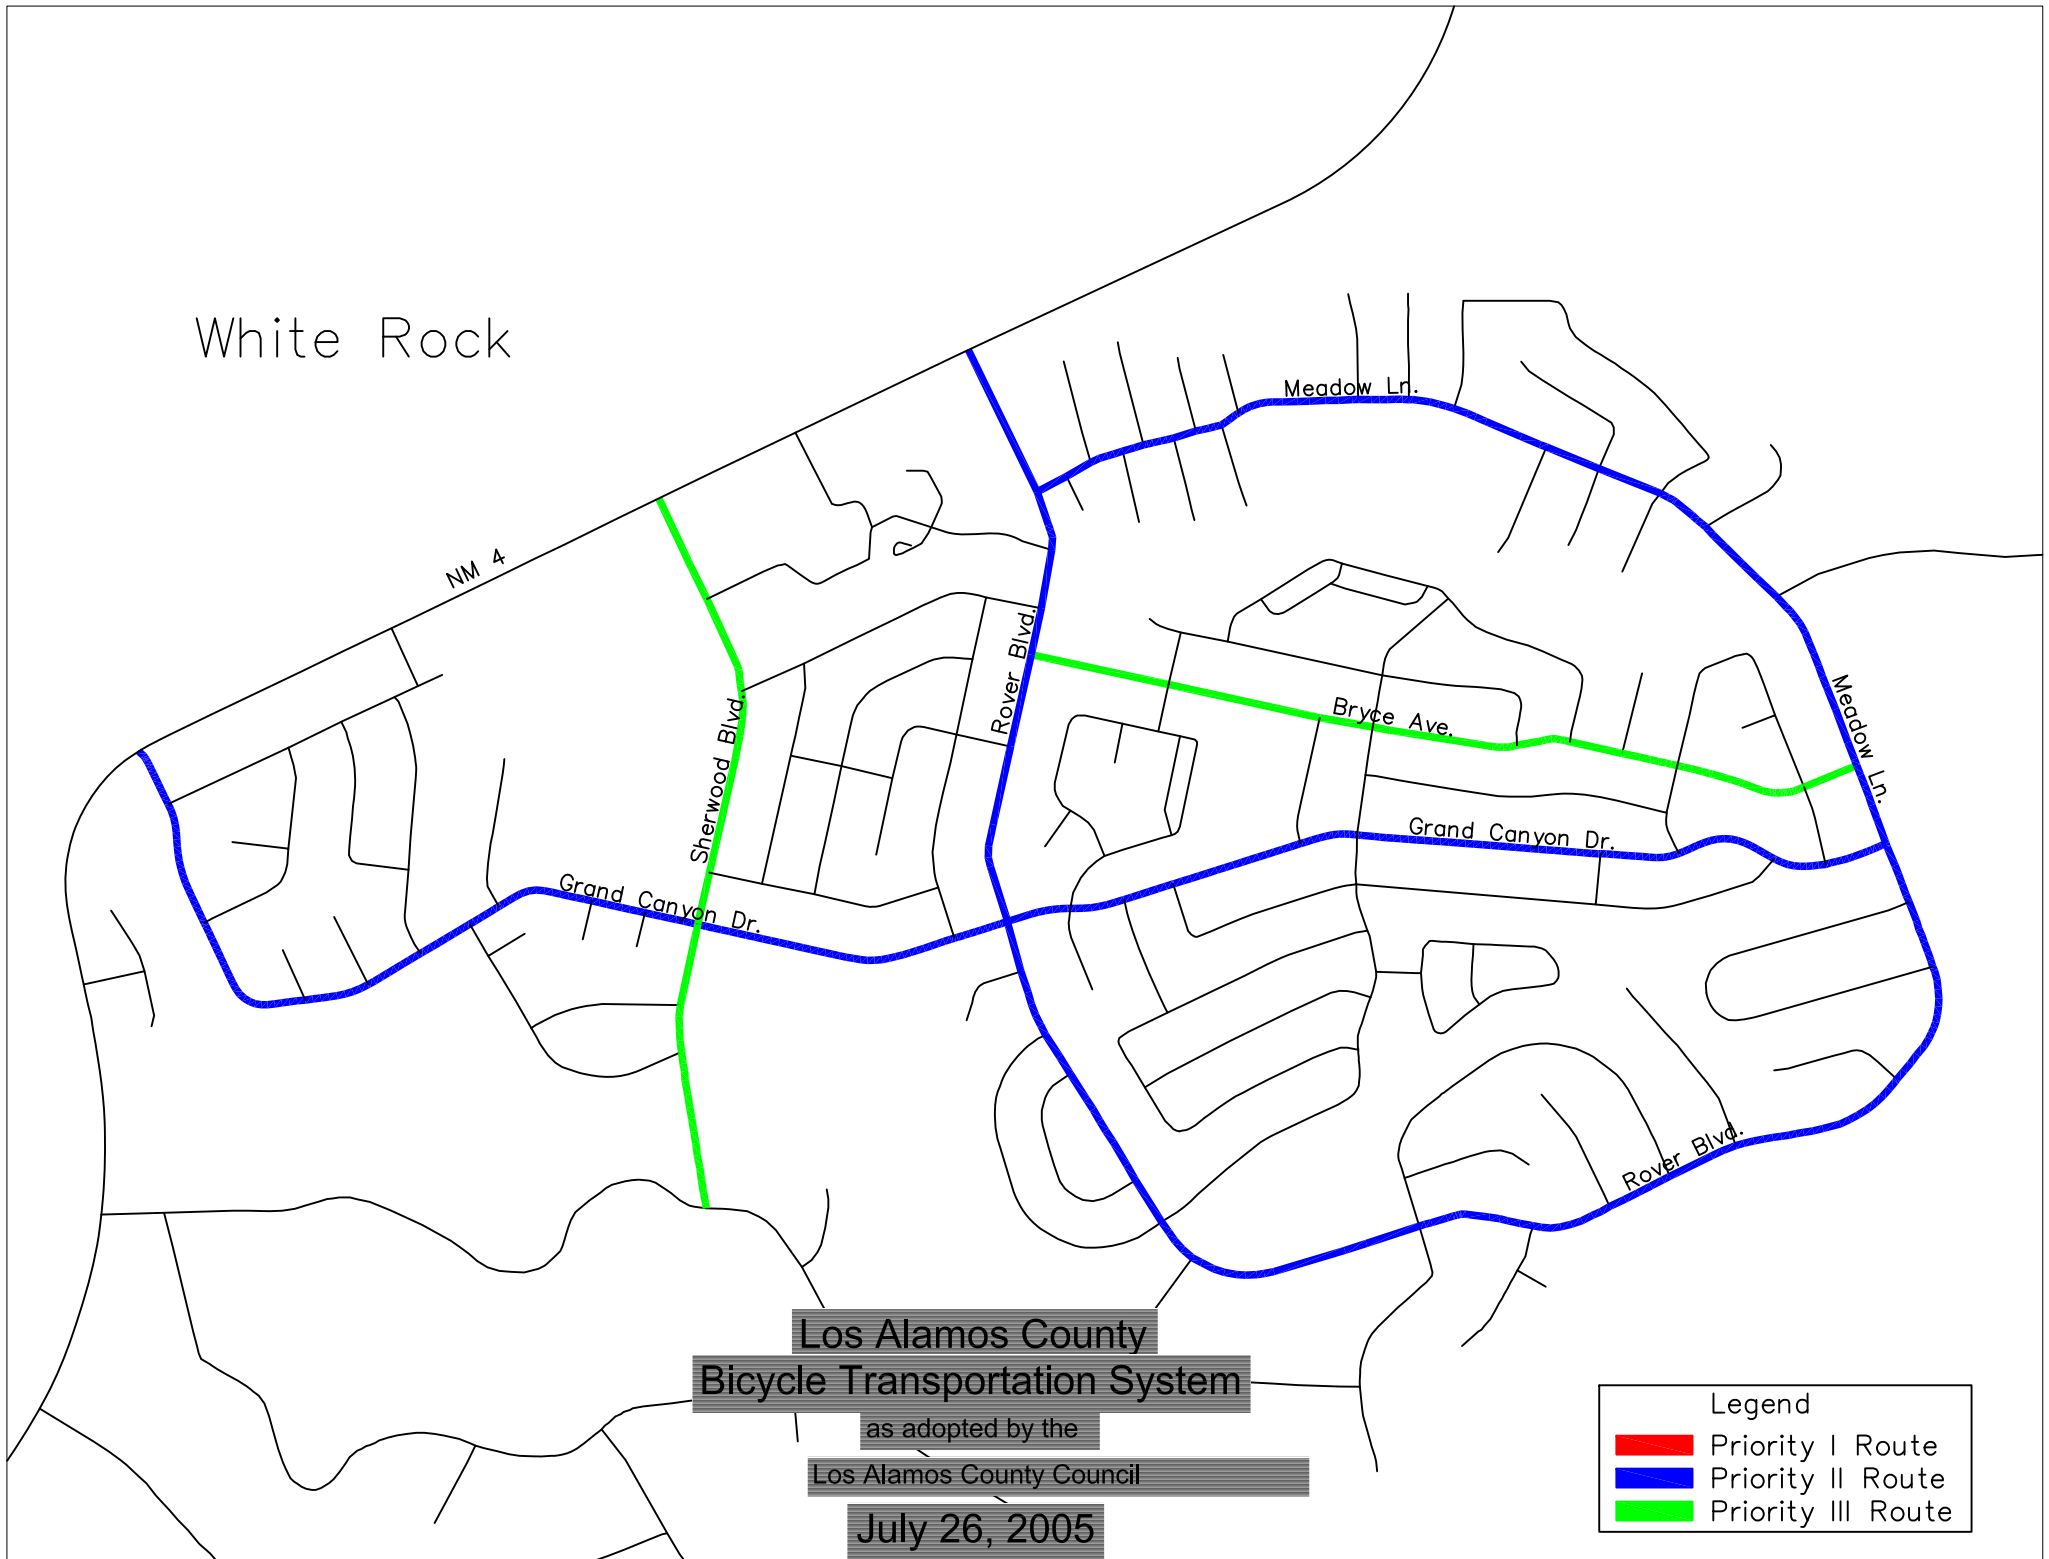 White Rock
NM 4
Meadow Ln.
Rover Blvd.
Sherwood Blvd.
Bryce Ave.
Meadow Ln.
Grand Canyon Dr.
Grand Canyon Dr.
Rover Blvd.
Los Alamos County
Bicycle Transportation System
as adopted by the
Los Alamos County Council
July 26, 2005
Legend
Priority I Route
Priority II Route
Priority III Route